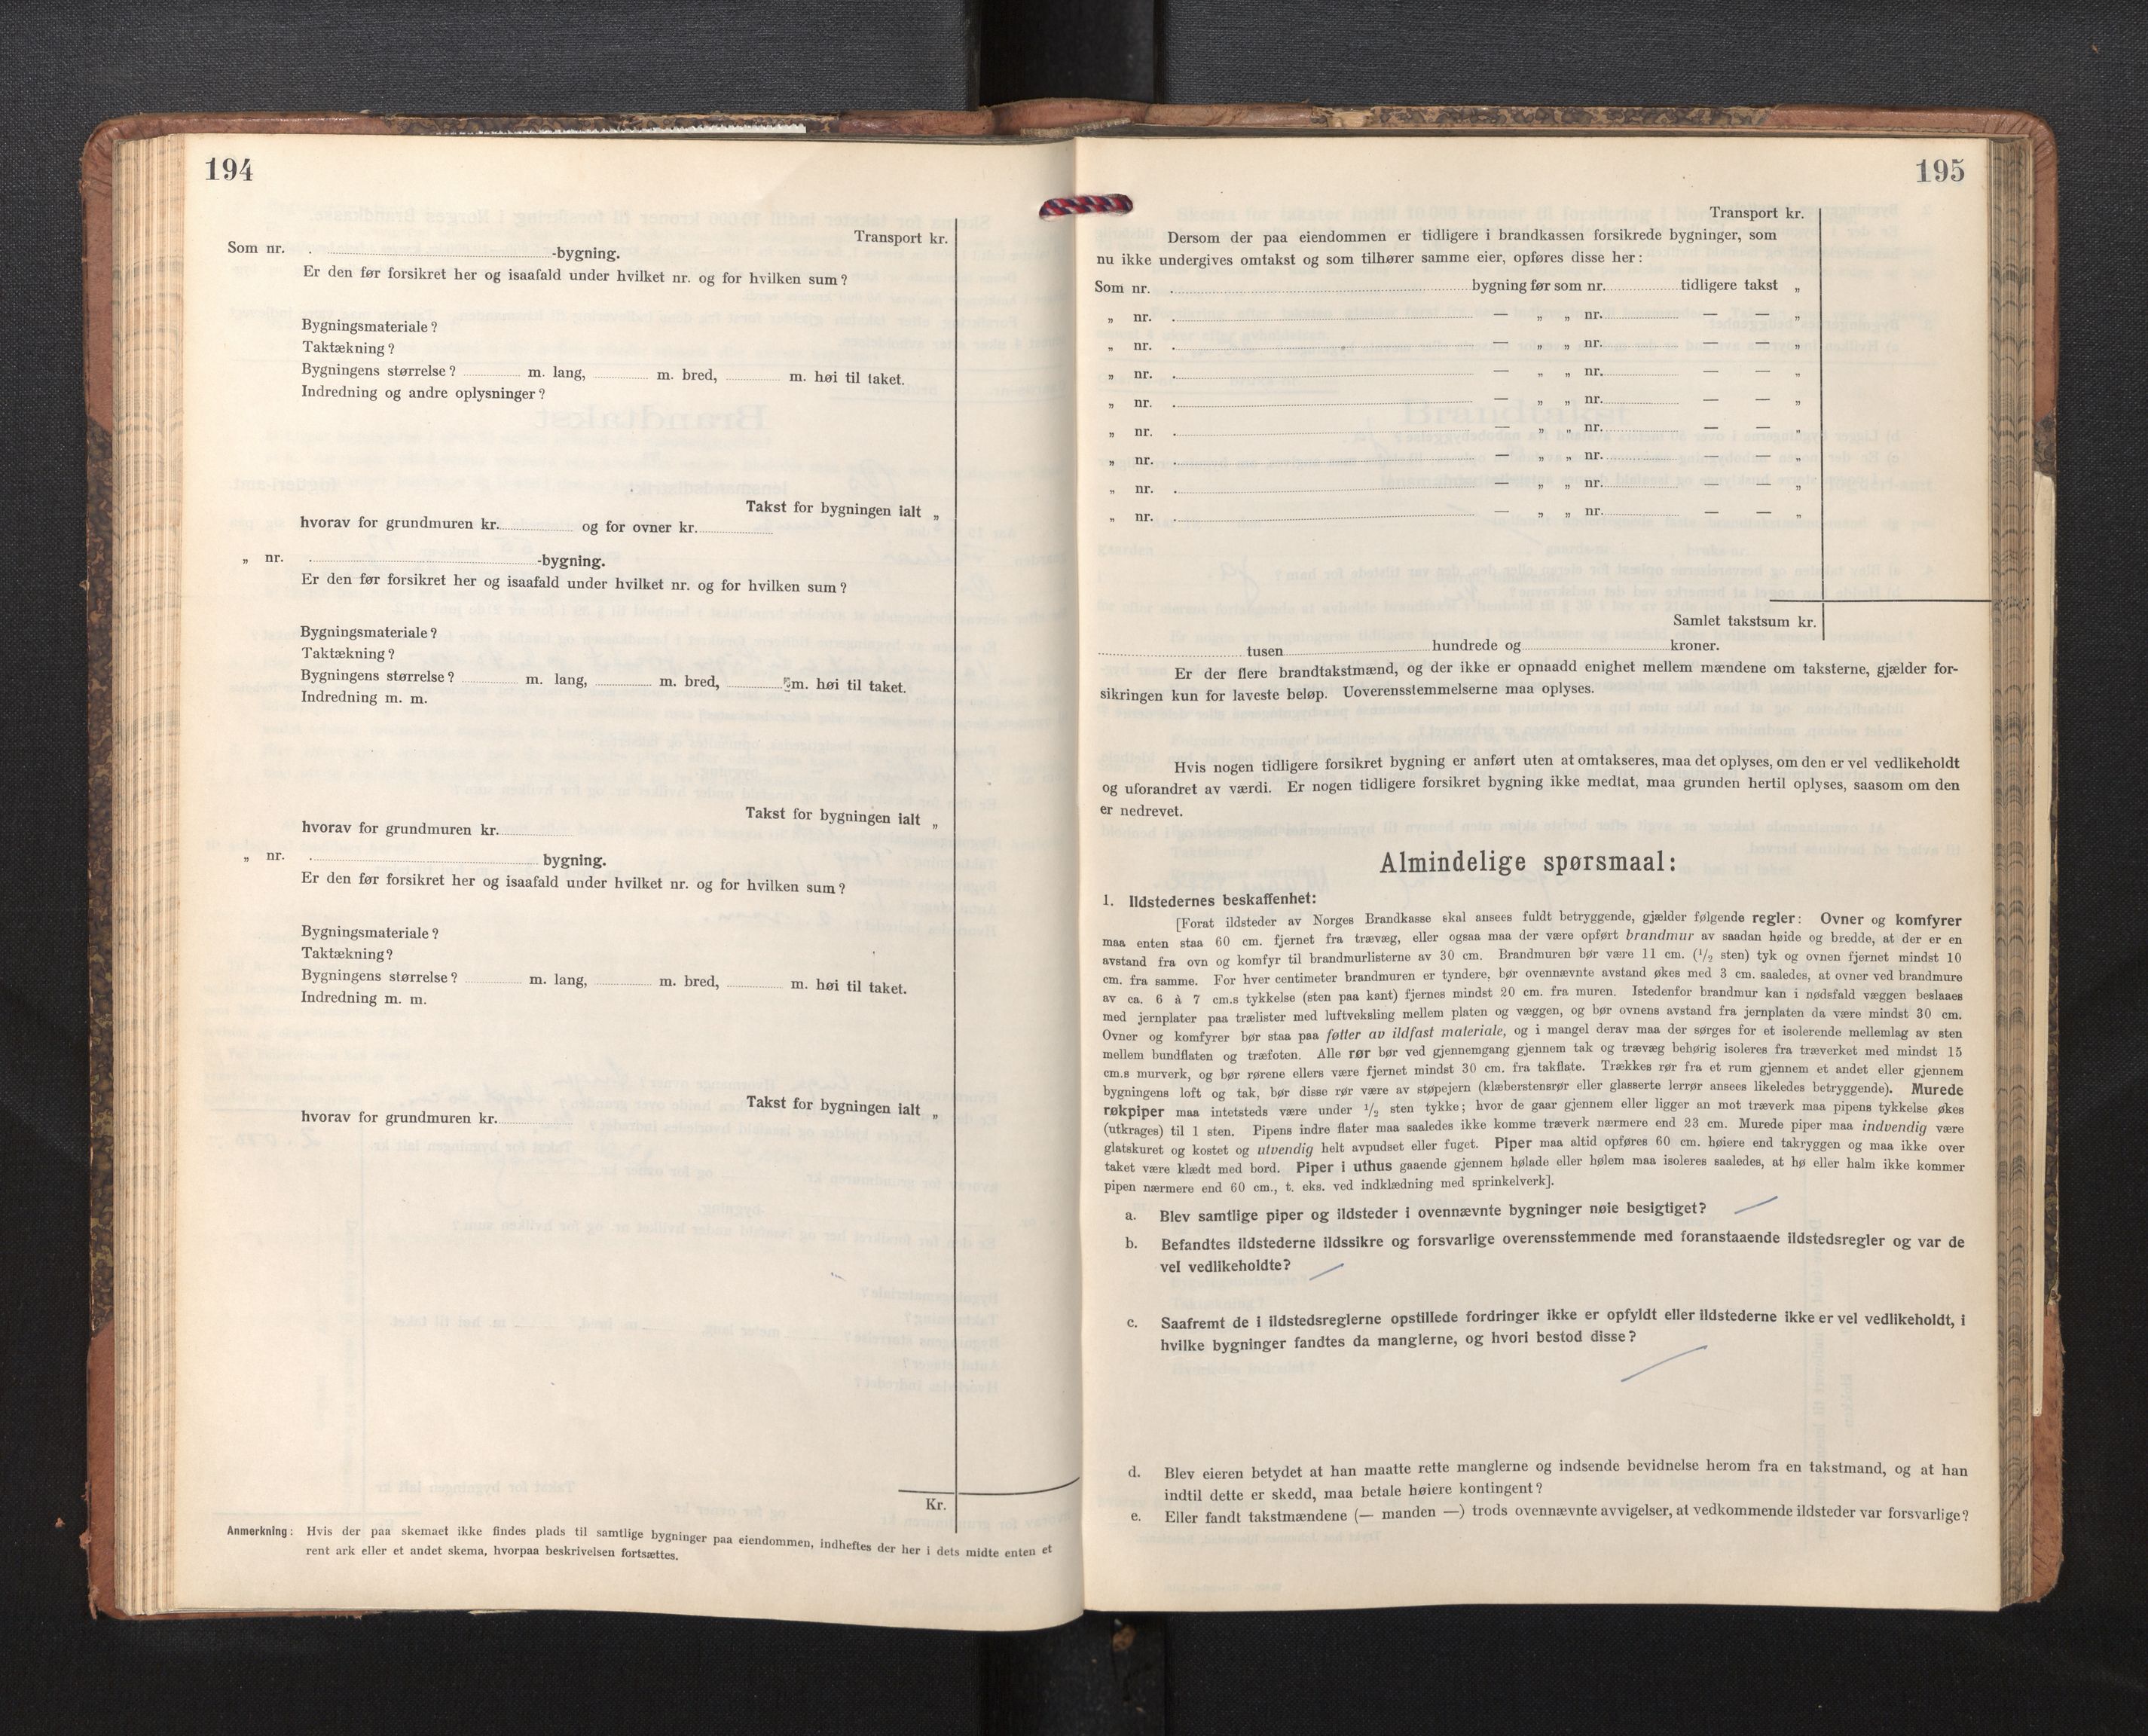 194
Transport kr.
Som nr. . -bygning.
Er den før forsikret her og isaafald under hvilket nr. og for hvilken sum?
Bygningsmateriale?
Taktækning?
Bygningens størrelse? m. lang, m. bred, m. høi til taket.
Indredning og andre oplysninger?
Takst for bygningen ialt „
hvorav for grundmuren kr. og for ovner kr.
„ nr. . -bygning.
Er den før forsikret her og isaafald under hvilket nr. og for hvilken sum?
Bygningsmateriale?
Taktækning?
Bygningens størrelse? m. lang, m. bred, m. høi til taket.
Indredning m. m.
Takst for bygningen ialt „
hvorav for grundmuren kr.
„ nr. . bygning.
Er den før forsikret her og isaafald under hvilket nr. og for hvilken sum?
Bygningsmateriale?
Taktækning?
Bygningens størrelse? m. lang, m. bred, m. høi til taket.
Indredning m. m.
Takst for bygningen ialt „
hvorav for grundmuren kr.
Kr.
Anmerkning: Hvis der paa skemaet ikke findes plads til samtlige bygninger paa eiendommen, indheftes der her i dets midte enten et
rent ark eller et andet skema, hvorpaa beskrivelsen fortsættes.
195
Transport kr.
Dersom der paa eiendommen er tidligere i brandkassen forsikrede bygninger, som
nu ikke undergives omtakst og som tilhører samme eier, opføres disse her:
Som nr. . bygning før som nr. tidligere takst „
„ nr. . — „ „ nr. — — „
„ nr. . — „ „ nr. — — „
„ nr. . — „ „ nr. — — „
„ nr. . — „ „ nr. — — „
„ nr. . — „ „ nr. — — „
„ nr. . — „ „ nr. — — „
„ nr. . — „ „ nr. — — „
„ nr. . — „ „ nr. — — „
Samlet takstsum kr.
tusen hundrede og kroner.
Er der flere brandtakstmænd, og der ikke er opnaadd enighet mellem mændene om taksterne, gjælder for-
sikringen kun for laveste beløp. Uoverensstemmelserne maa oplyses.
Hvis nogen tidligere forsikret bygning er anført uten at omtakseres, maa det oplyses, om den er vel vedlikeholdt
og uforandret av værdi. Er nogen tidligere forsikret bygning ikke medtat, maa grunden hertil oplyses, saasom om den
er nedrevet.
Almindelige spørsmaal:
1. Ildstedernes beskaffenhet:
[Forat ildsteder av Norges Brandkasse skal ansees fuldt betryggende, gjælder følgende regler: Ovner og komfyrer
maa enten staa 60 cm. fjernet fra trævæg, eller ogsaa maa der være opført brandmur av saadan høide og bredde, at der er en
avstand fra ovn og komfyr til brandmurlisterne av 30 cm. Brandmuren bør være 11 cm. (1/2 sten) tyk og ovnen fjernet mindst 10
cm. fra samme. For hver centimeter brandmuren er tyndere, bør ovennævnte avstand økes med 3 cm. saaledes, at ovner ved brandmure
av ca. 6 à 7 cm.s tykkelse (sten paa kant) fjernes mindst 20 cm. fra muren. Istedenfor brandmur kan i nødsfald væggen beslaaes
med jernplater paa trælister med luftveksling mellem platen og væggen, og bør ovnens avstand fra jernplaten da være mindst 30 cm.
Ovner og komfyrer bør staa paa føtter av ildfast materiale, og i mangel derav maa der sørges for et isolerende mellemlag av sten
mellem bundflaten og træfoten. Alle rør bør ved gjennemgang gjennem tak og trævæg behørig isoleres fra træverket med mindst 15
cm.s murverk, og bør rørene ellers være fjernet mindst 30 cm. fra takflate. Trækkes rør fra et rum gjennem et andet eller gjennem
bygningens loft og tak, bør disse rør være av støpejern (klæberstensrør eller glasserte lerrør ansees likeledes betryggende). Murede
røkpiper maa intetsteds være under 1/2 sten tykke; hvor de gaar gjennem eller ligger an mot træverk maa pipens tykkelse økes
(utkrages) til 1 sten. Pipens indre flater maa saaledes ikke komme træverk nærmere end 23 cm. Murede piper maa indvendig være
glatskuret og kostet og utvendig helt avpudset eller fuget. Piper maa altid opføres 60 cm. høiere end takryggen og maa ikke over
taket være klædt med bord. Piper i uthus gaaende gjennem hølade eller hølem maa isoleres saaledes, at hø eller halm ikke kommer
pipen nærmere end 60 cm., t. eks. ved indklædning med sprinkelverk].
a. Blev samtlige piper og ildsteder i ovennævnte bygninger nøie besigtiget?
b. Befandtes ildstederne ildssikre og forsvarlige overensstemmende med foranstaaende ildstedsregler og var de
vel vedlikeholdte?
c. Saafremt de i ildstedsreglerne opstillede fordringer ikke er opfyldt eller ildstederne ikke er vel vedlikeholdt, i
hvilke bygninger fandtes da manglerne, og hvori bestod disse?
d. Blev eieren betydet at han maatte rette manglerne og indsende bevidnelse herom fra en takstmand, og at han
indtil dette er skedd, maa betale høiere kontingent?
e. Eller fandt takstmændene (— manden —) trods ovennævnte avvigelser, at vedkommende ildsteder var forsvarlige?